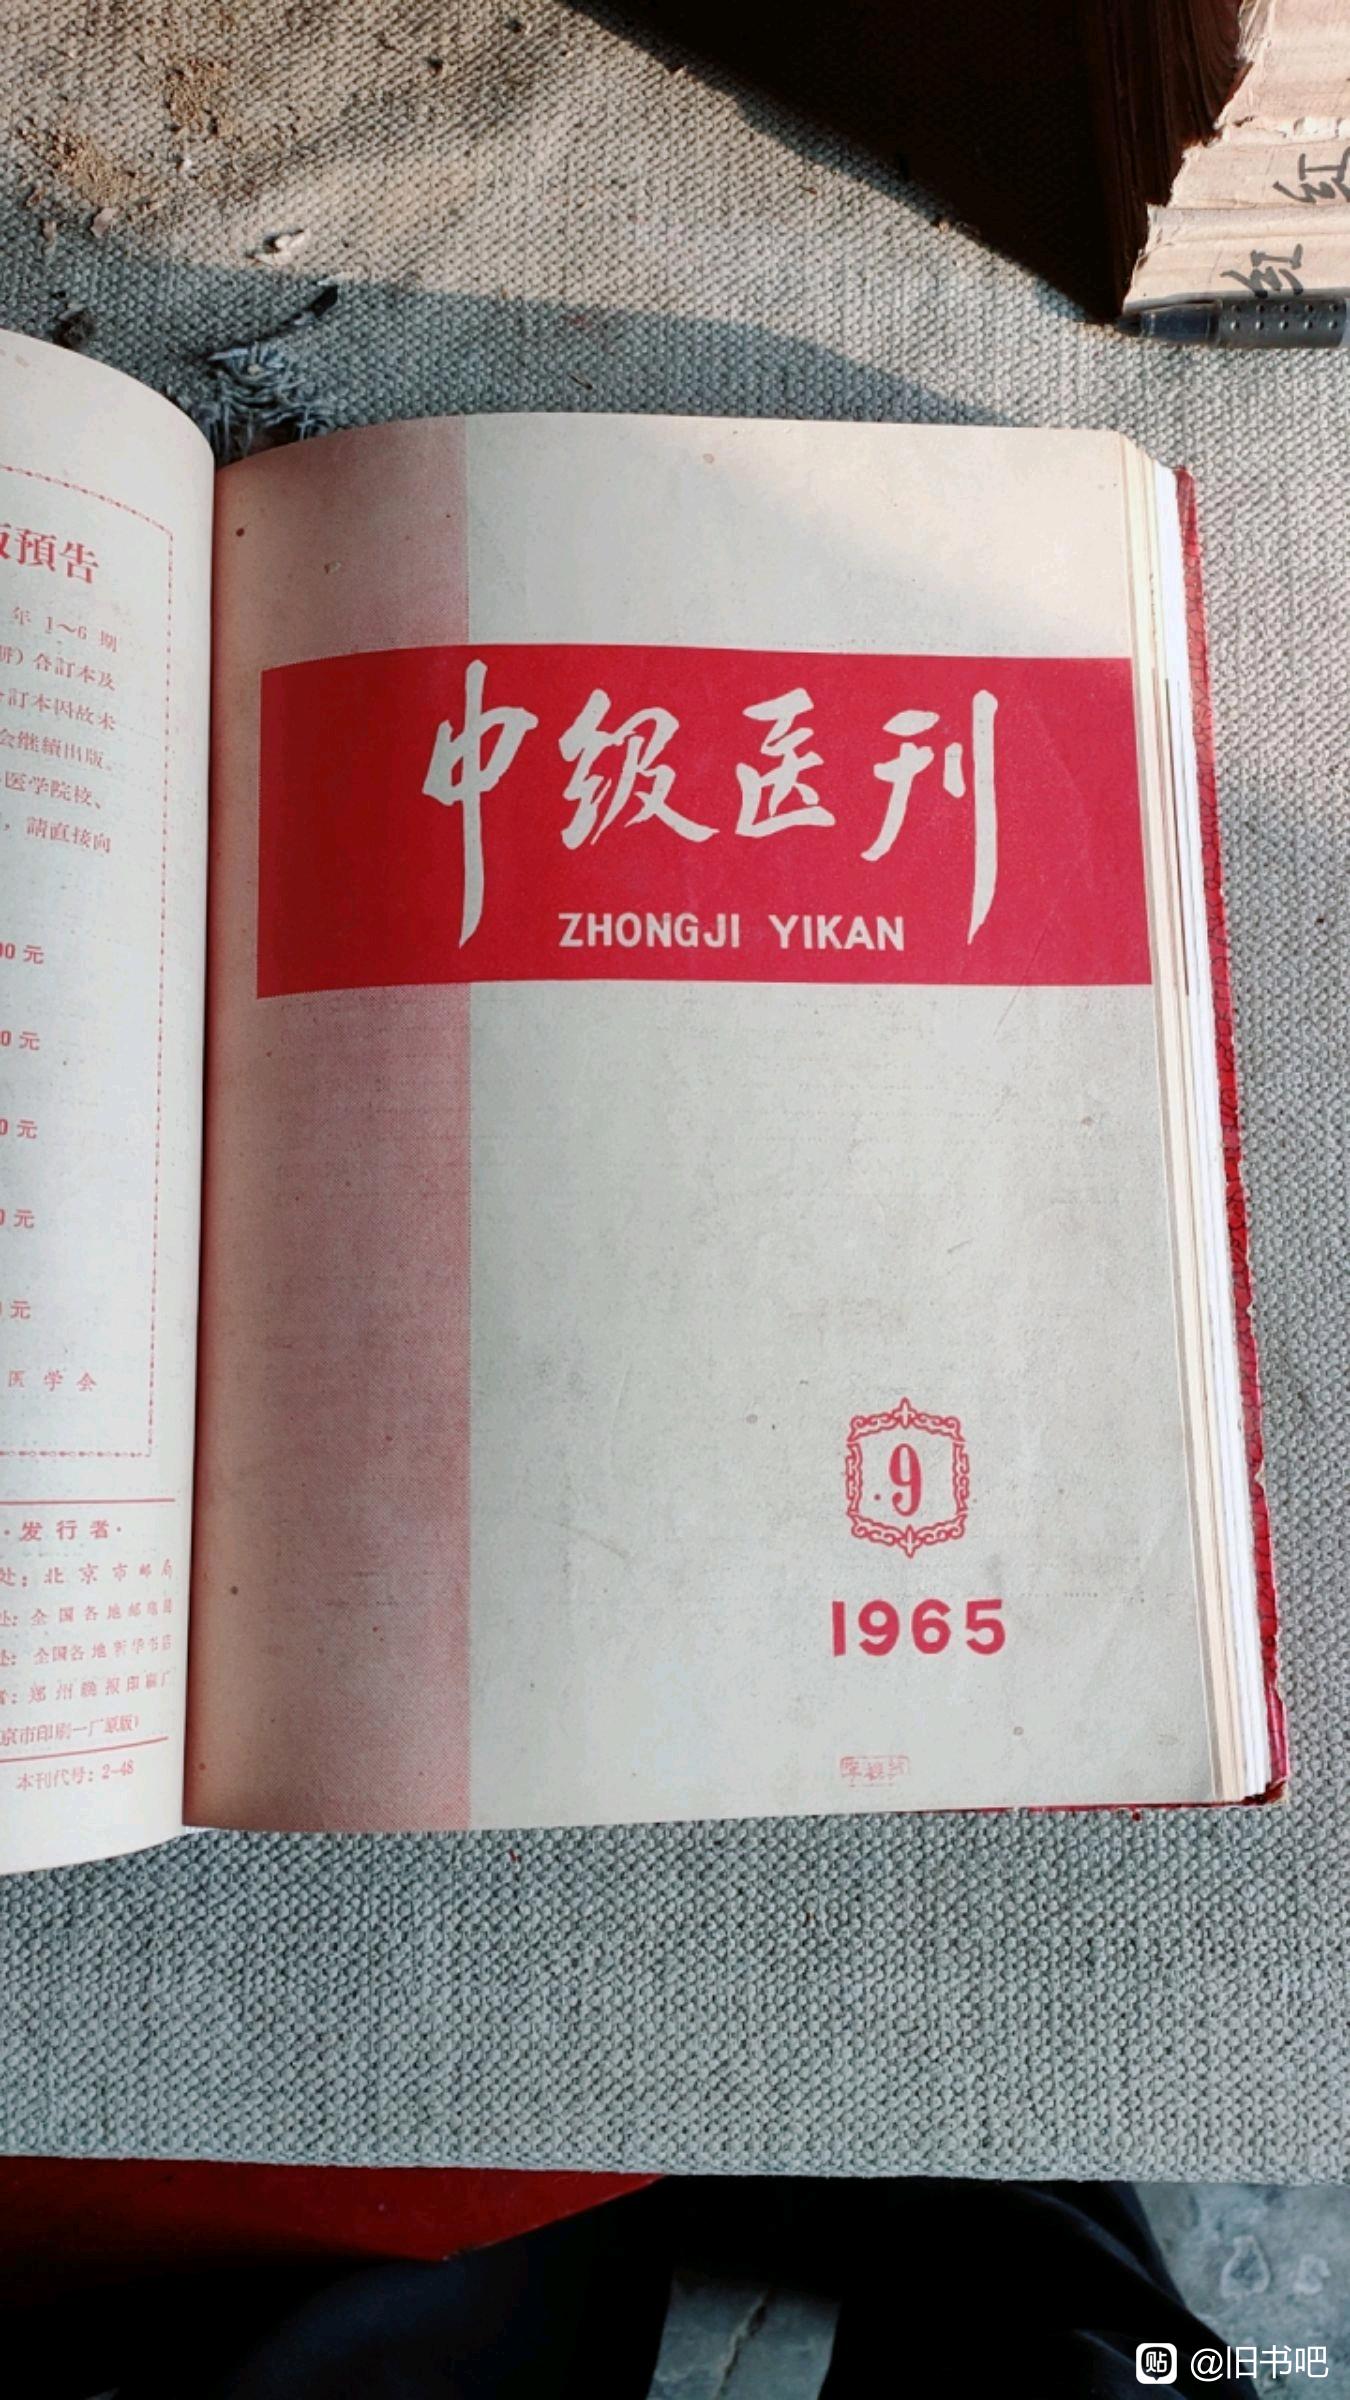 預告
年 1～6 期
合訂本及
訂本因故未
会继續出版。
医学院校、
，請直接向
00 元
0 元
0 元
0 元
元
医 学 会
·发 行 者·
处：北 京 市 邮 局
处：全 国 各 地 邮 电 局
处：全国各地新华书店
者：郑 州 晚 报 印 刷 厂
京市印刷一厂原版）
本刊代号：2-48
中级医刊
ZHONGJI YIKAN
9
1965
贴 @旧书吧